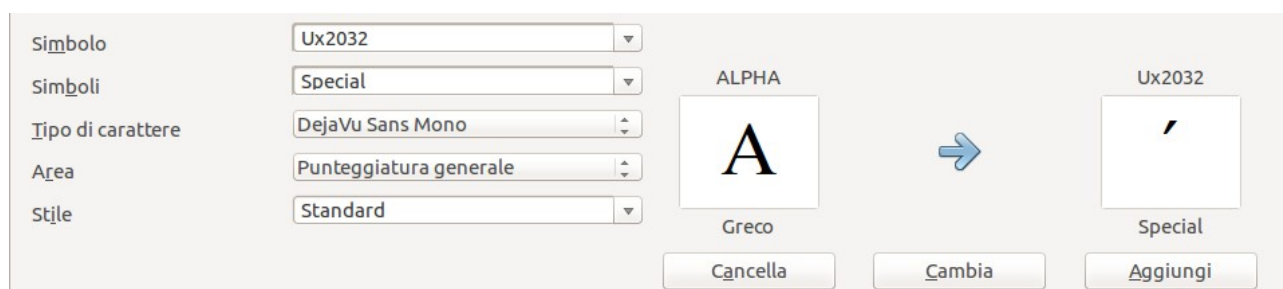 Simbolo Ux2032
Simboli Special
Tipo di carattere DejaVu Sans Mono
Area Punteggiatura generale
Stile Standard
ALPHA
Α
Greco
Ux2032
′
Special
Cancella Cambia Aggiungi